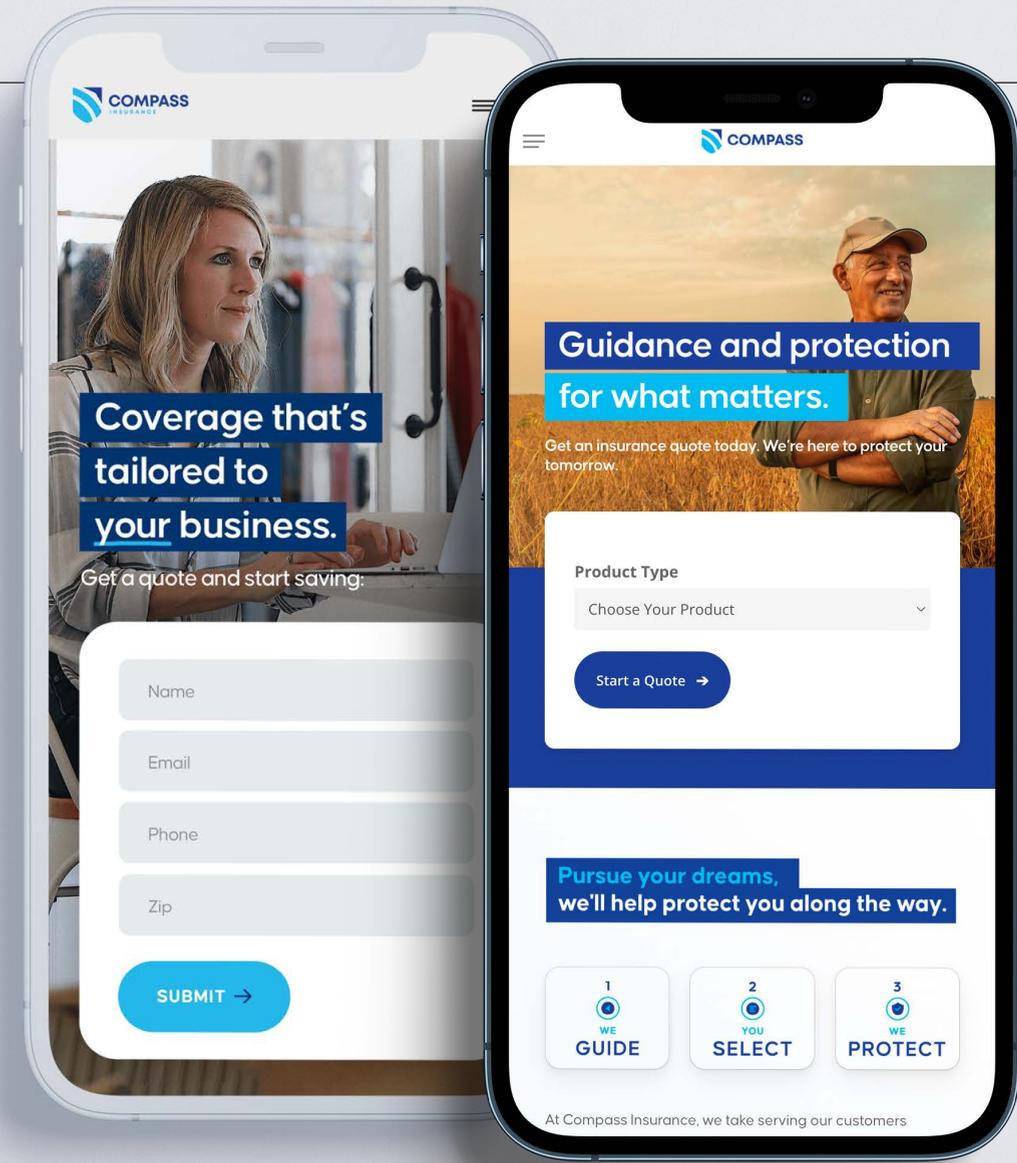 COMPASS
INSURANCE
Coverage that's
tailored to
your business.
Get a quote and start saving:
Name
Email
Phone
Zip
SUBMIT →
COMPASS
Guidance and protection
for what matters.
Get an insurance quote today. We're here to protect your
tomorrow.
Product Type
Choose Your Product
Start a Quote →
Pursue your dreams,
we'll help protect you along the way.
1
WE
GUIDE
2
YOU
SELECT
3
WE
PROTECT
At Compass Insurance, we take serving our customers